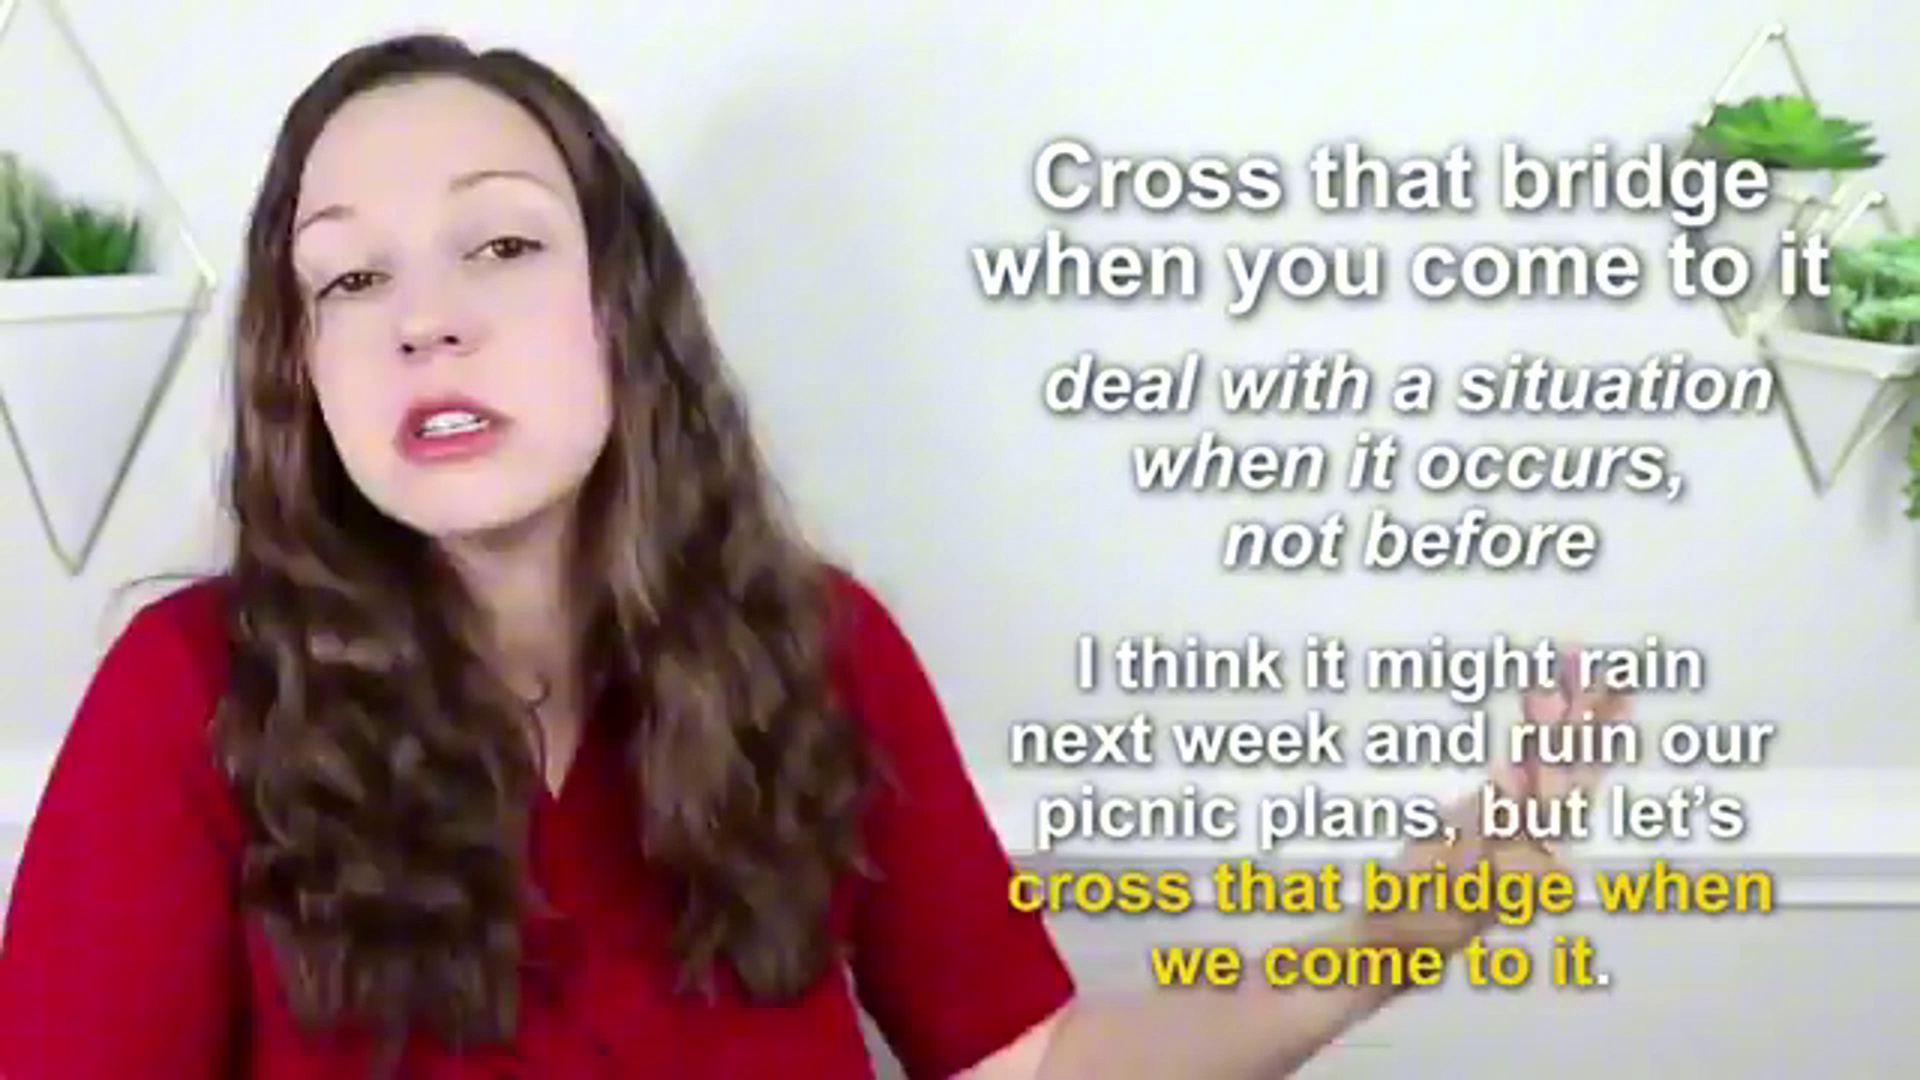 Cross that bridge
when you come to it
deal with a situation
when it occurs,
not before
I think it might rain
next week and ruin our
picnic plans, but let’s
cross that bridge when
we come to it.